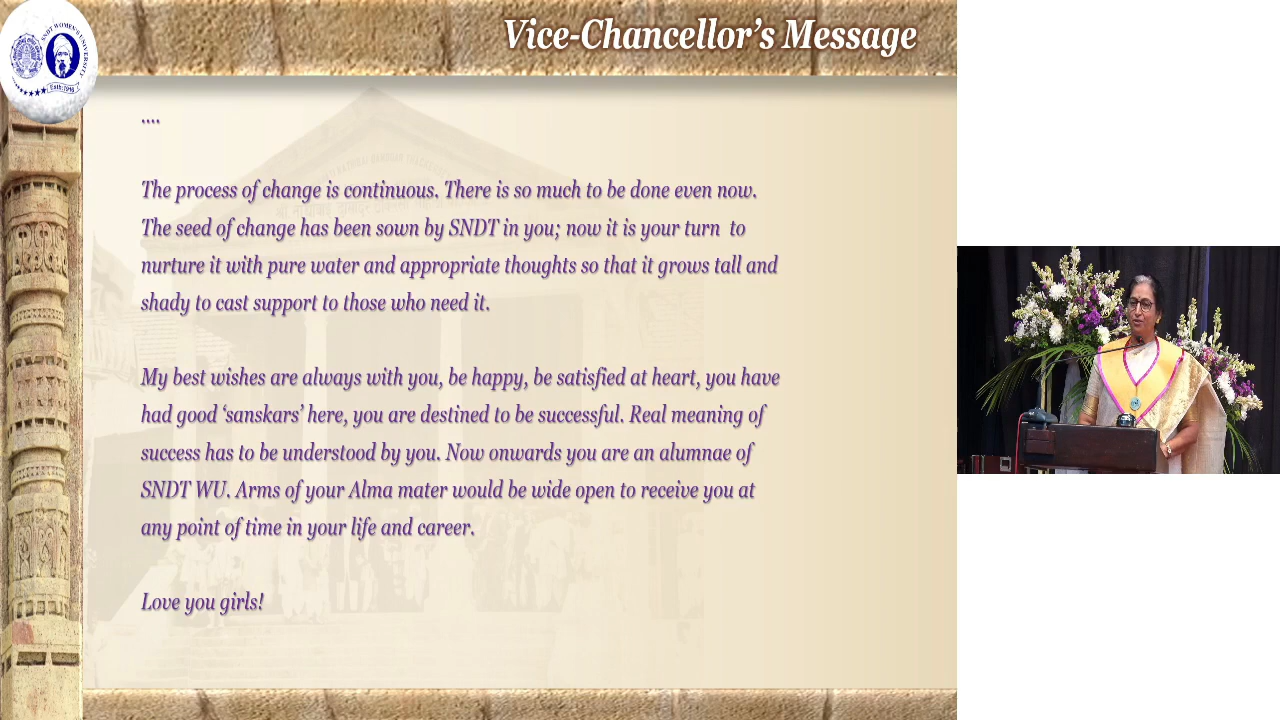 Vice-Chancellor's Message
SNDT WOMEN'S UNIVERSITY
Estb.1916
....
The process of change is continuous. There is so much to be done even now.
The seed of change has been sown by SNDT in you; now it is your turn to
nurture it with pure water and appropriate thoughts so that it grows tall and
shady to cast support to those who need it.
My best wishes are always with you, be happy, be satisfied at heart, you have
had good ‘sanskars’ here, you are destined to be successful. Real meaning of
success has to be understood by you. Now onwards you are an alumnae of
SNDT WU. Arms of your Alma mater would be wide open to receive you at
any point of time in your life and career.
Love you girls!